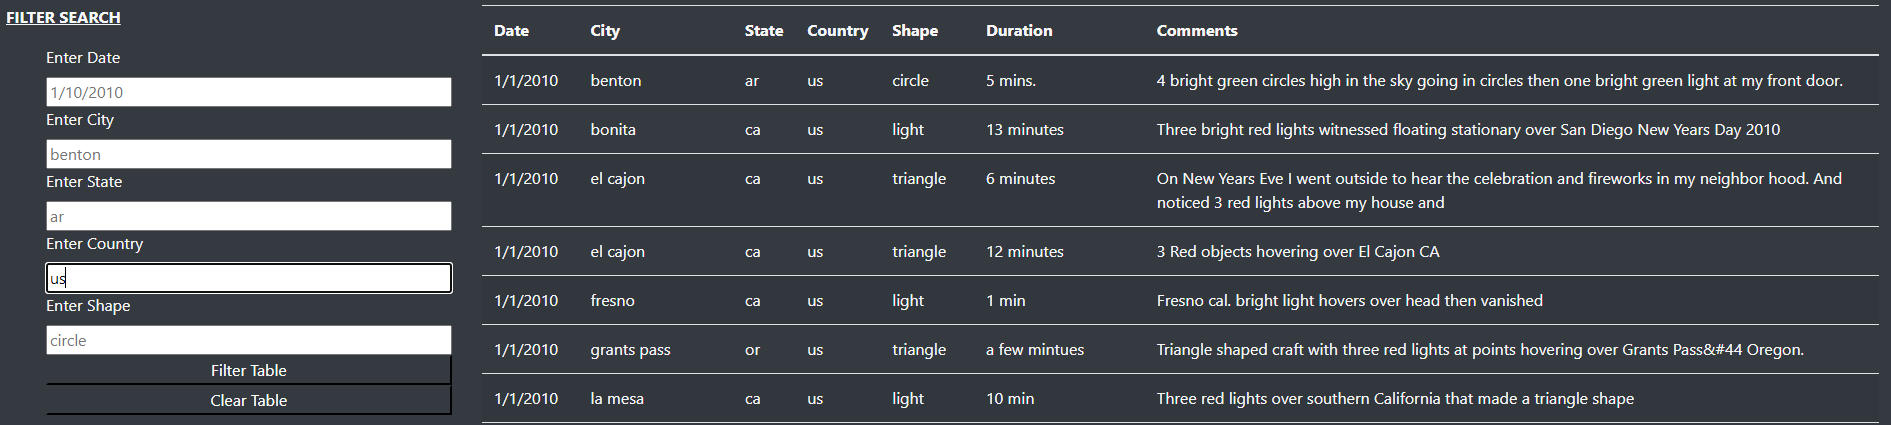 FILTER SEARCH
Enter Date
1/10/2010
Enter City
benton
Enter State
ar
Enter Country
us
Enter Shape
circle
Filter Table
Clear Table
Date City State Country Shape Duration Comments
1/1/2010 benton ar us circle 5 mins. 4 bright green circles high in the sky going in circles then one bright green light at my front door.
1/1/2010 bonita ca us light 13 minutes Three bright red lights witnessed floating stationary over San Diego New Years Day 2010
1/1/2010 el cajon ca us triangle 6 minutes On New Years Eve I went outside to hear the celebration and fireworks in my neighbor hood. And
noticed 3 red lights above my house and
1/1/2010 el cajon ca us triangle 12 minutes 3 Red objects hovering over El Cajon CA
1/1/2010 fresno ca us light 1 min Fresno cal. bright light hovers over head then vanished
1/1/2010 grants pass or us triangle a few mintues Triangle shaped craft with three red lights at points hovering over Grants Pass&#44 Oregon.
1/1/2010 la mesa ca us light 10 min Three red lights over southern California that made a triangle shape